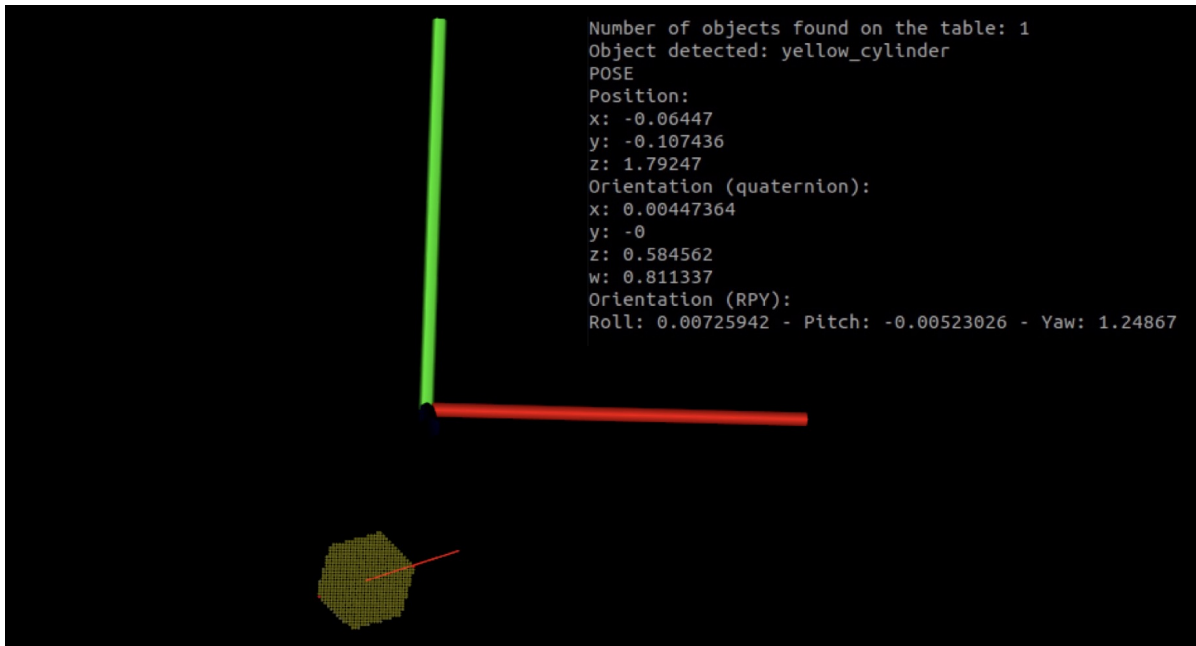 Number of objects found on the table: 1
Object detected: yellow_cylinder
POSE
Position:
x: -0.06447
y: -0.107436
z: 1.79247
Orientation (quaternion):
x: 0.00447364
y: -0
z: 0.584562
w: 0.811337
Orientation (RPY):
Roll: 0.00725942 - Pitch: -0.00523026 - Yaw: 1.24867